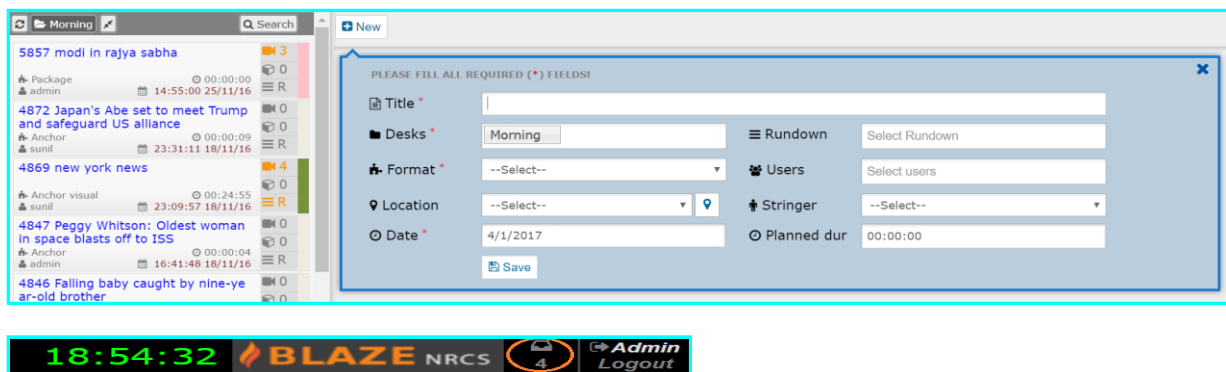 Morning Search
5857 modi in rajya sabha
3
0
Package 00:00:00
R
admin 14:55:00 25/11/16
4872 Japan's Abe set to meet Trump
and safeguard US alliance
0
0
Anchor 00:00:09
R
sunil 23:31:11 18/11/16
4869 new york news
4
0
Anchor visual 00:24:55
R
sunil 23:09:57 18/11/16
4847 Peggy Whitson: Oldest woman
in space blasts off to ISS
0
0
Anchor 00:00:04
R
admin 16:41:48 18/11/16
4846 Falling baby caught by nine-ye
ar-old brother
0
0
New
PLEASE FILL ALL REQUIRED (*) FIELDS!
Title *
Desks * Morning Rundown Select Rundown
Format * --Select-- Users Select users
Location --Select-- Stringer --Select--
Date * 4/1/2017 Planned dur 00:00:00
Save
18:54:32 BLAZE NRCS 4 Admin
Logout